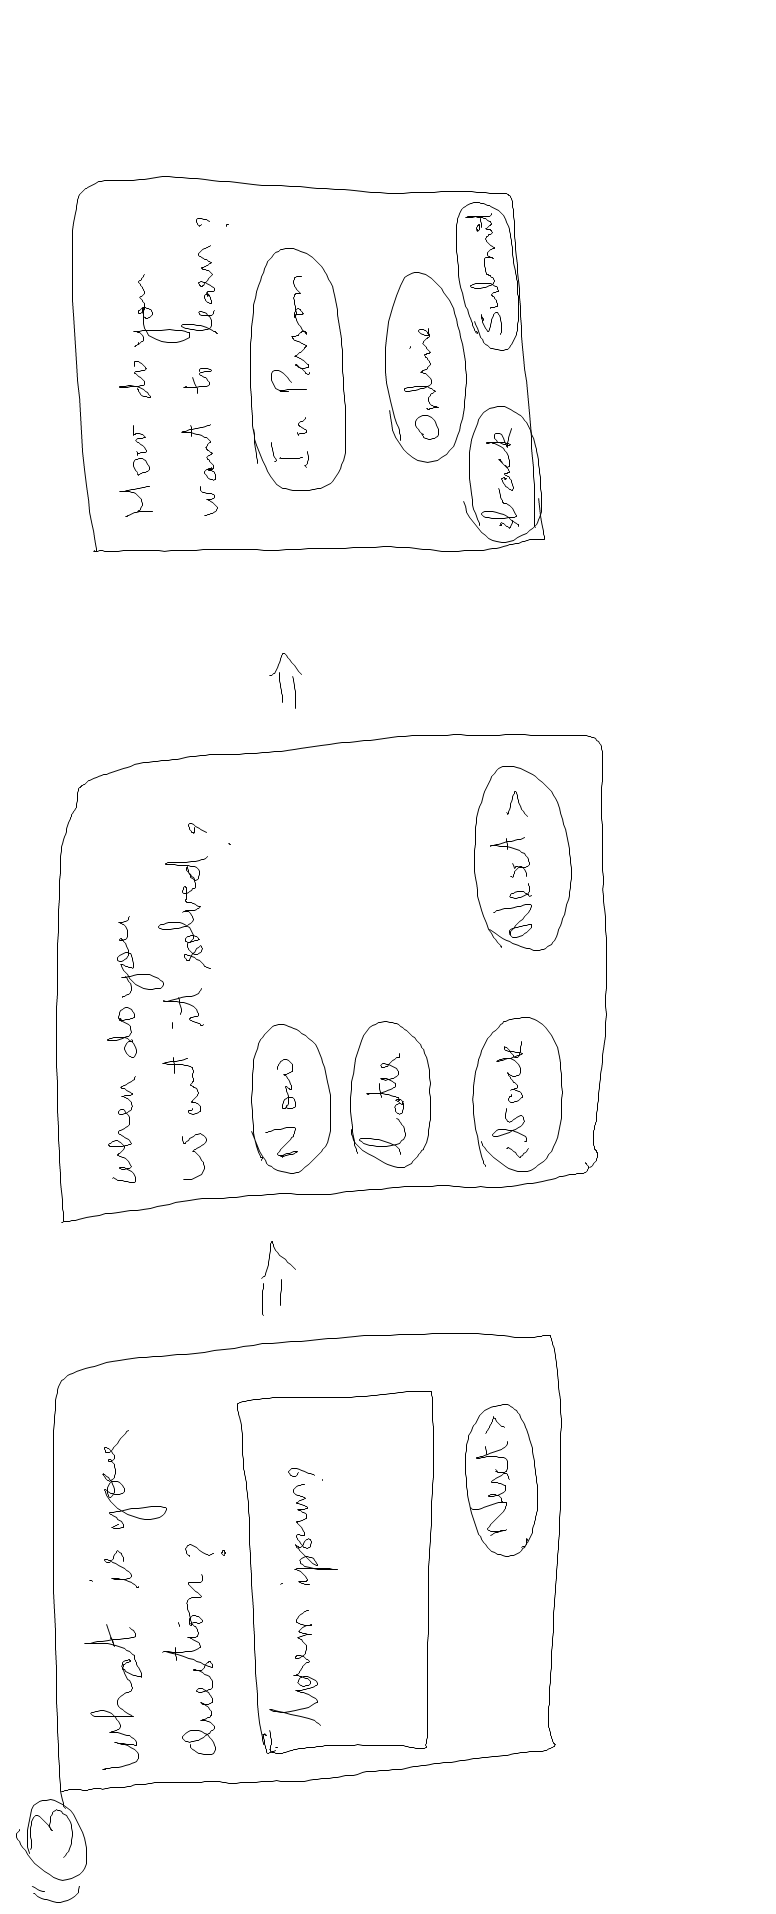 3
What is your
question?
Lorem ipsum?
Next >
When do you
want it solved?
Now
Later
< back
Next >
How do you
want to learn?
In Person
Online
< back
Submit